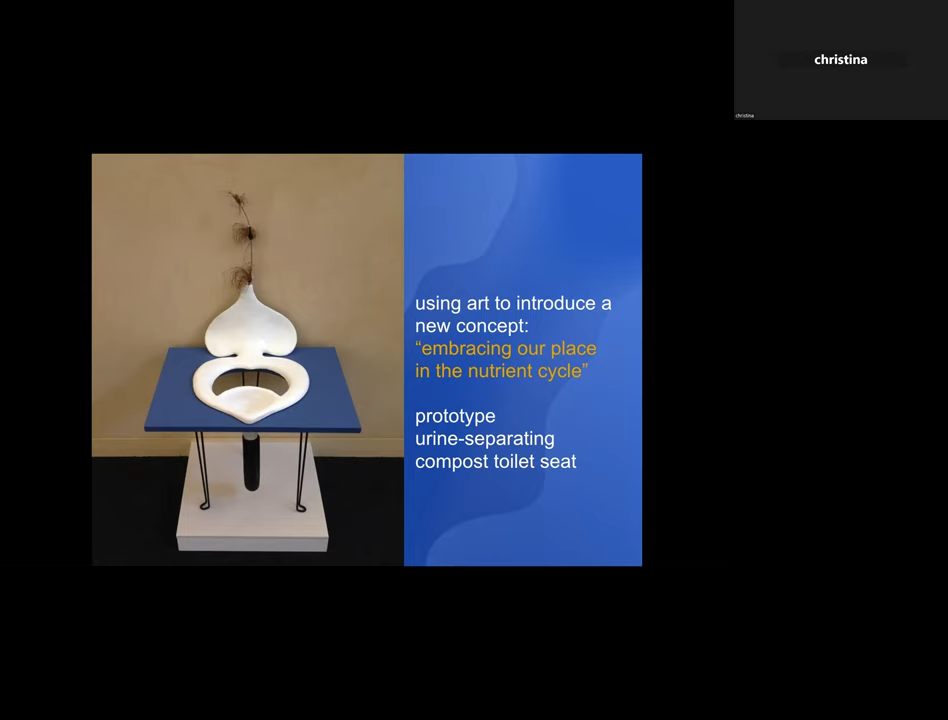 christina
christina
using art to introduce a
new concept:
“embracing our place
in the nutrient cycle”
prototype
urine-separating
compost toilet seat